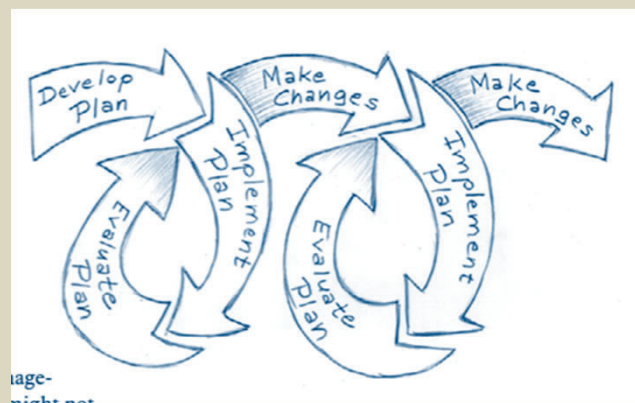 Develop
Plan
Implement
Plan
Evaluate
Plan
Make
Changes
Implement
Plan
Evaluate
Plan
Make
Changes